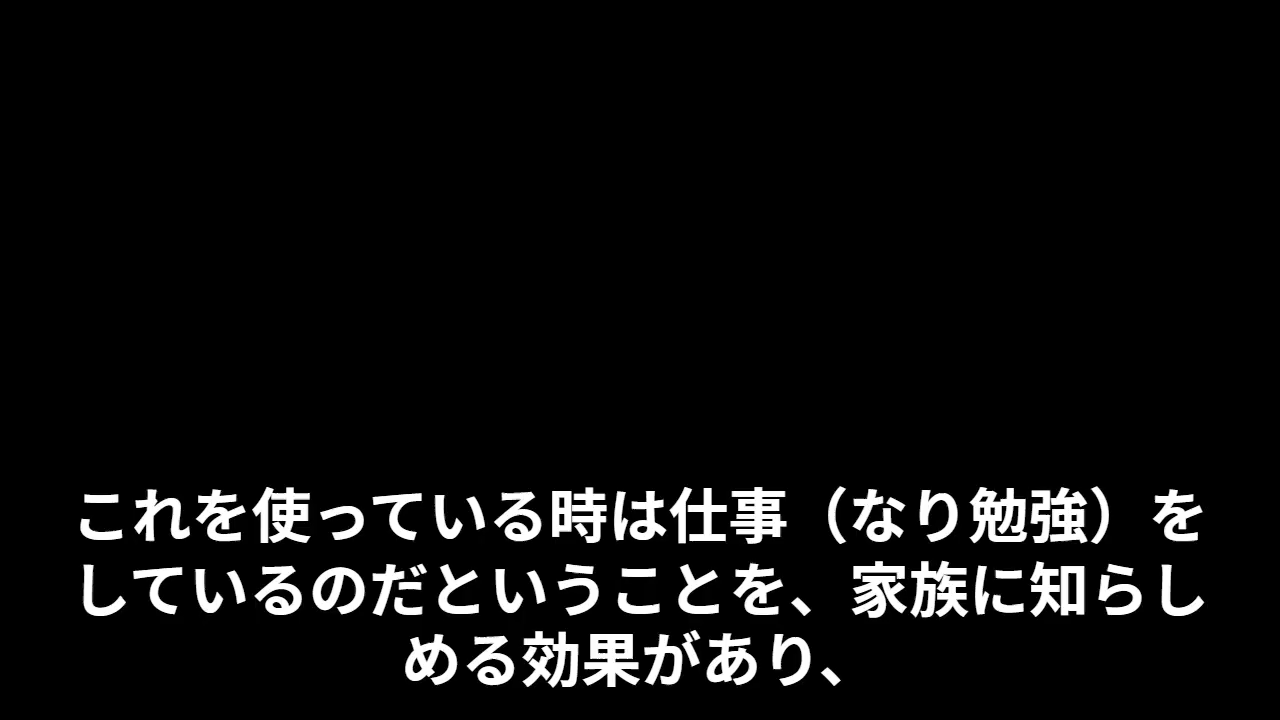 これを使っている時は仕事（なり勉強）を
しているのだということを、家族に知らし
める効果があり、